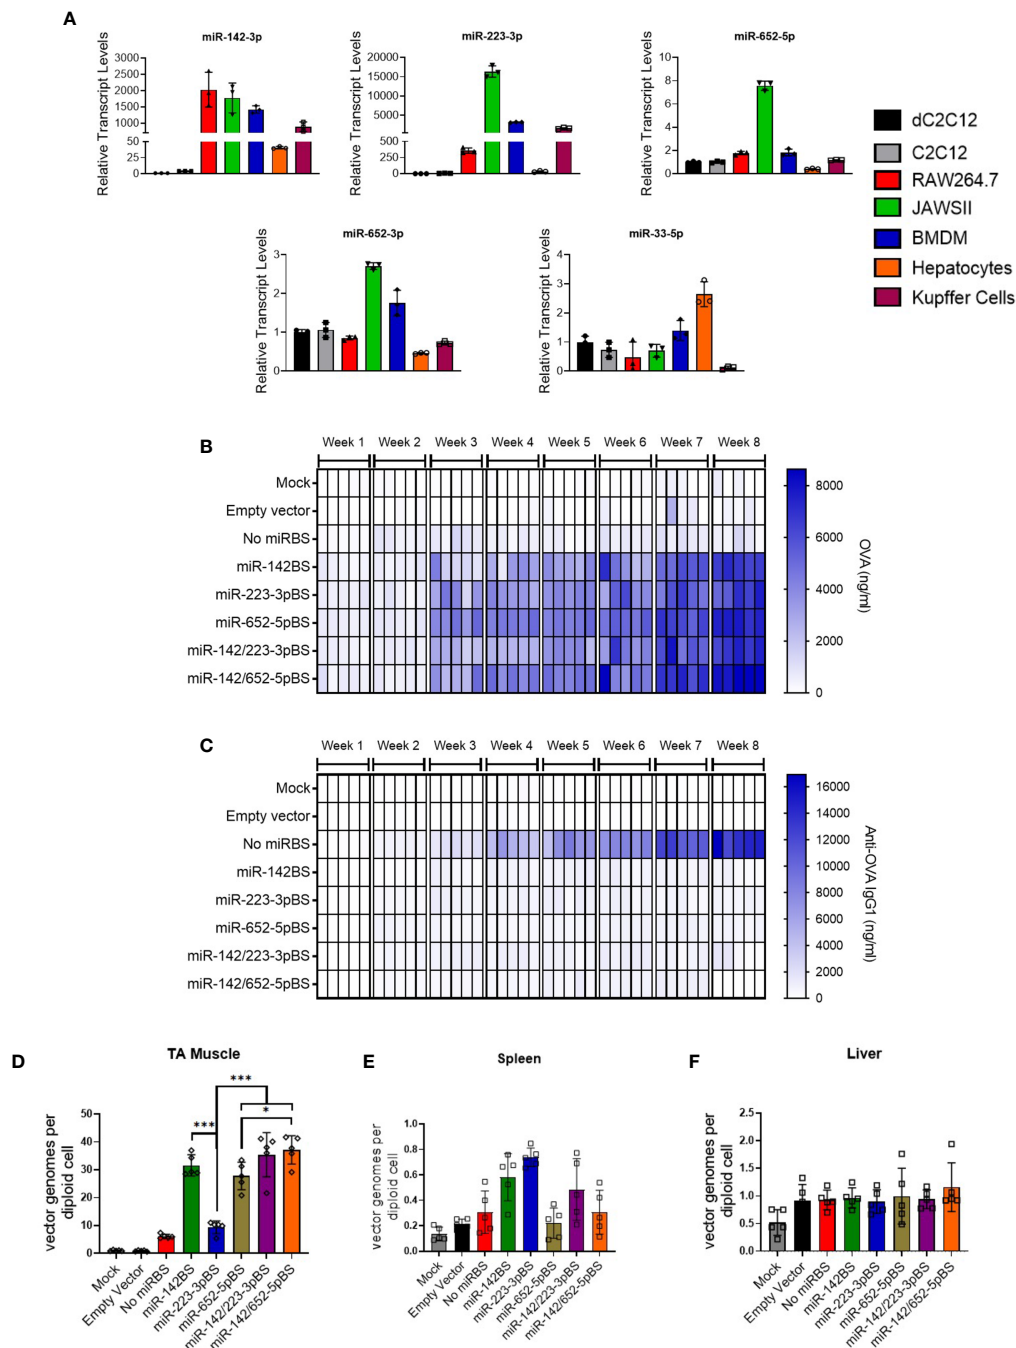 A
miR-142-3p
Relative Transcript Levels
3000
2500
2000
1500
1000
50
25
0
miR-223-3p
Relative Transcript Levels
20000
15000
10000
5000
500
250
0
miR-652-5p
Relative Transcript Levels
10
8
6
4
2
0
dC2C12
C2C12
RAW264.7
JAWSII
BMDM
Hepatocytes
Kupffer Cells
miR-652-3p
Relative Transcript Levels
3
2
1
0
miR-33-5p
Relative Transcript Levels
4
3
2
1
0
B
Week 1 Week 2 Week 3 Week 4 Week 5 Week 6 Week 7 Week 8
Mock
Empty vector
No miRBS
miR-142BS
miR-223-3pBS
miR-652-5pBS
miR-142/223-3pBS
miR-142/652-5pBS
8000
6000
4000
2000
0
OVA (ng/ml)
C
Week 1 Week 2 Week 3 Week 4 Week 5 Week 6 Week 7 Week 8
Mock
Empty vector
No miRBS
miR-142BS
miR-223-3pBS
miR-652-5pBS
miR-142/223-3pBS
miR-142/652-5pBS
16000
14000
12000
10000
8000
6000
4000
2000
0
Anti-OVA IgG1 (ng/ml)
D
TA Muscle
vector genomes per
diploid cell
50
40
30
20
10
0
***
***
*
Mock
Empty Vector
No miRBS
miR-142BS
miR-223-3pBS
miR-652-5pBS
miR-142/223-3pBS
miR-142/652-5pBS
E
Spleen
vector genomes per
diploid cell
1.0
0.8
0.6
0.4
0.2
0.0
Mock
Empty Vector
No miRBS
miR-142BS
miR-223-3pBS
miR-652-5pBS
miR-142/223-3pBS
miR-142/652-5pBS
F
Liver
vector genomes per
diploid cell
2.5
2.0
1.5
1.0
0.5
0.0
Mock
Empty Vector
No miRBS
miR-142BS
miR-223-3pBS
miR-652-5pBS
miR-142/223-3pBS
miR-142/652-5pBS